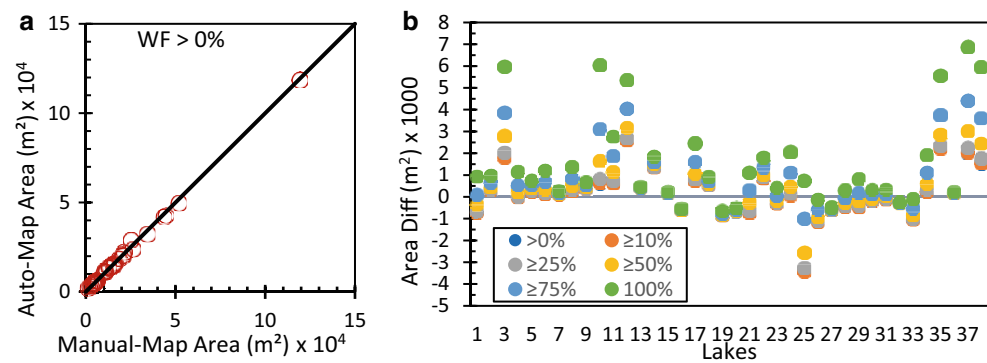 a
WF > 0%
15
10
5
0
0 5 10 15
Auto-Map Area (m²) x 10⁴
Manual-Map Area (m²) x 10⁴
b
8
7
6
5
4
3
2
1
0
-1
-2
-3
-4
-5
Area Diff (m²) x 1000
>0% ≥10%
≥25% ≥50%
≥75% 100%
1 3 5 7 9 11 13 15 17 19 21 23 25 27 29 31 33 35 37
Lakes